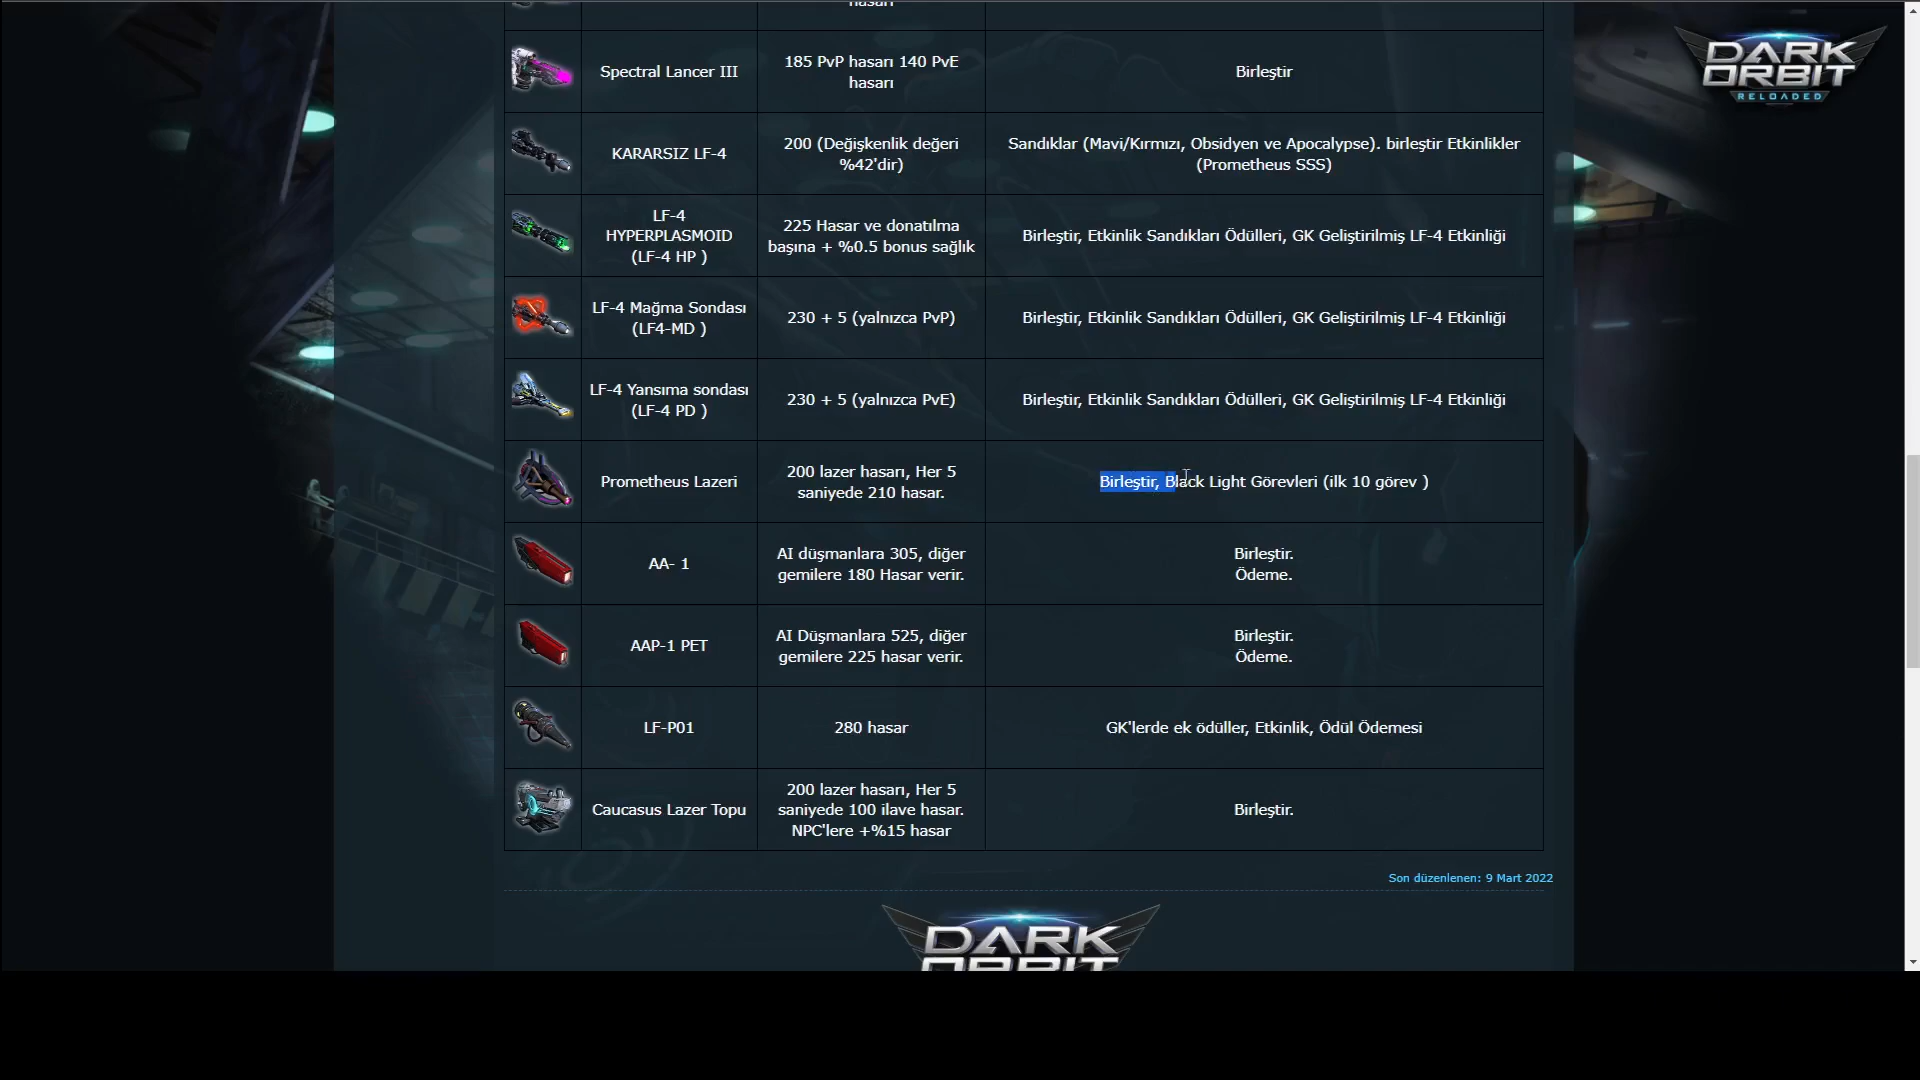 hasarı
DARK
ORBIT
RELOADED
Spectral Lancer III
185 PvP hasarı 140 PvE
hasarı
Birleştir
KARARSIZ LF-4
200 (Değişkenlik değeri
%42'dir)
Sandıklar (Mavi/Kırmızı, Obsidyen ve Apocalypse). birleştir Etkinlikler
(Prometheus SSS)
LF-4
HYPERPLASMOID
(LF-4 HP )
225 Hasar ve donatılma
başına + %0.5 bonus sağlık
Birleştir, Etkinlik Sandıkları Ödülleri, GK Geliştirilmiş LF-4 Etkinliği
LF-4 Mağma Sondası
(LF4-MD )
230 + 5 (yalnızca PvP)
Birleştir, Etkinlik Sandıkları Ödülleri, GK Geliştirilmiş LF-4 Etkinliği
LF-4 Yansıma sondası
(LF-4 PD )
230 + 5 (yalnızca PvE)
Birleştir, Etkinlik Sandıkları Ödülleri, GK Geliştirilmiş LF-4 Etkinliği
Prometheus Lazeri
200 lazer hasarı, Her 5
saniyede 210 hasar.
Birleştir, Black Light Görevleri (ilk 10 görev )
AA- 1
AI düşmanlara 305, diğer
gemilere 180 Hasar verir.
Birleştir.
Ödeme.
AAP-1 PET
AI Düşmanlara 525, diğer
gemilere 225 hasar verir.
Birleştir.
Ödeme.
LF-P01
280 hasar
GK'lerde ek ödüller, Etkinlik, Ödül Ödemesi
Caucasus Lazer Topu
200 lazer hasarı, Her 5
saniyede 100 ilave hasar.
NPC'lere +%15 hasar
Birleştir.
Son düzenlenen: 9 Mart 2022
DARK
ORBIT